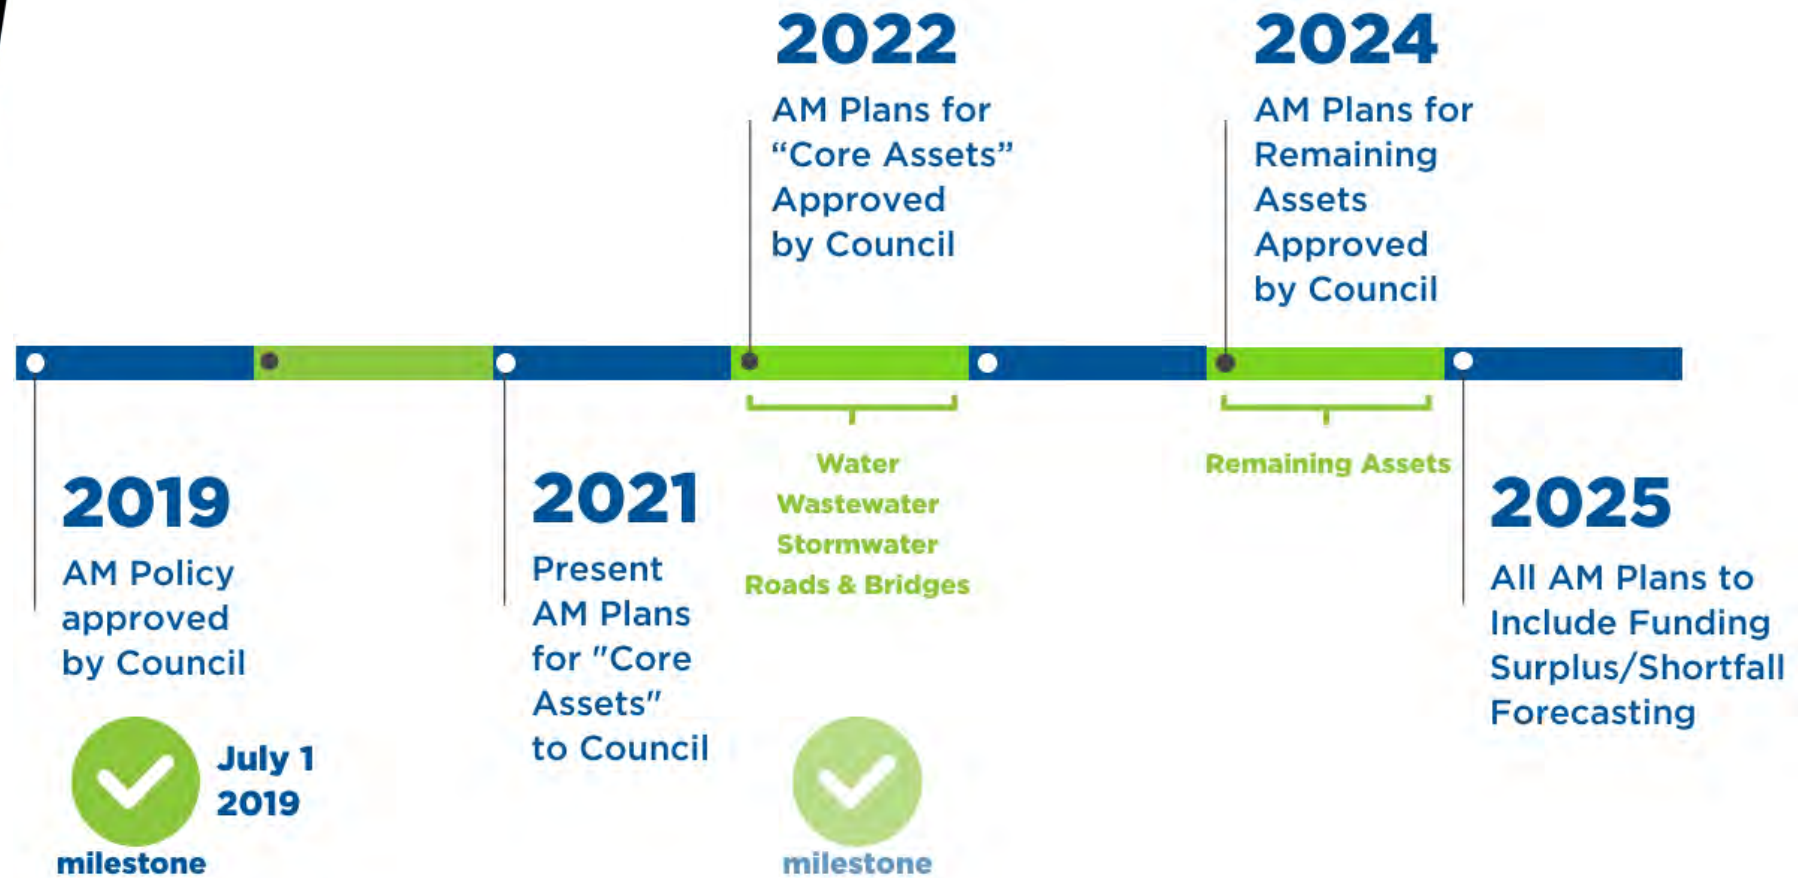 2022
AM Plans for
“Core Assets”
Approved
by Council
2024
AM Plans for
Remaining
Assets
Approved
by Council
2019
AM Policy
approved
by Council
July 1
2019
milestone
2021
Present
AM Plans
for "Core
Assets"
to Council
Water
Wastewater
Stormwater
Roads & Bridges
milestone
Remaining Assets
2025
All AM Plans to
Include Funding
Surplus/Shortfall
Forecasting